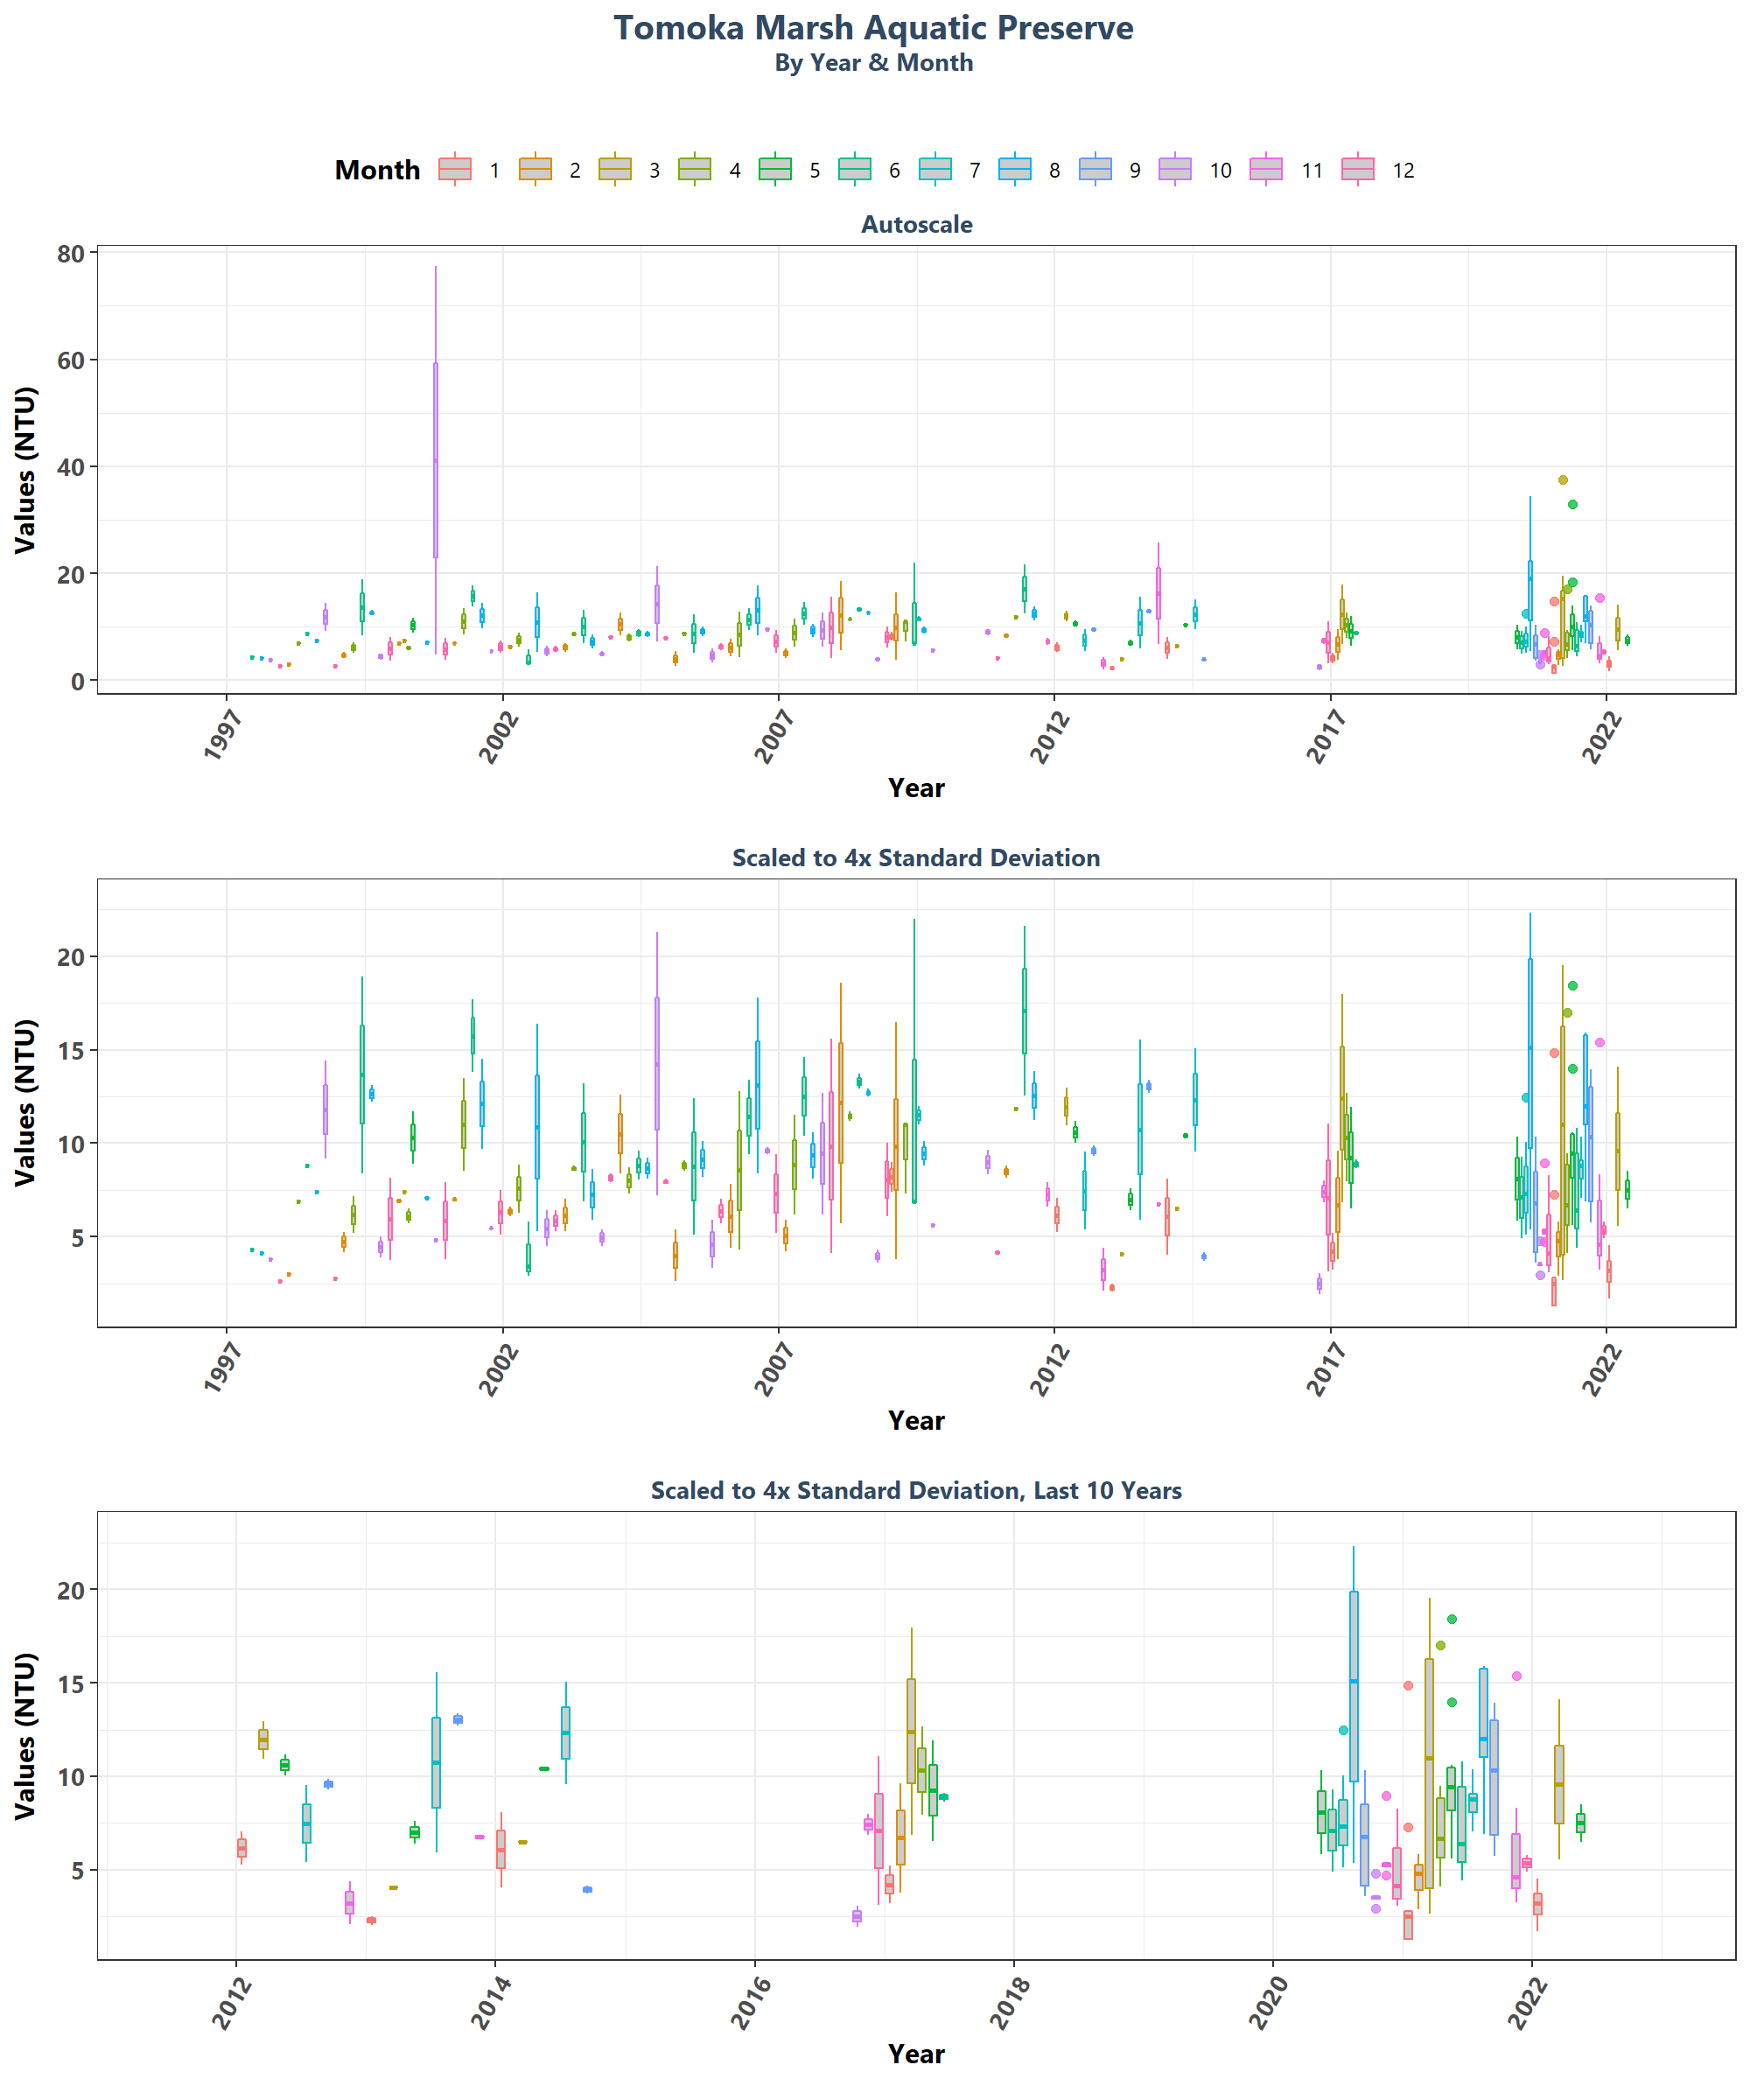 Tomoka Marsh Aquatic Preserve
By Year & Month
Month 1 2 3 4 5 6 7 8 9 10 11 12
Autoscale
Values (NTU)
80
60
40
20
0
1997 2002 2007 2012 2017 2022
Year
Scaled to 4x Standard Deviation
Values (NTU)
20
15
10
5
1997 2002 2007 2012 2017 2022
Year
Scaled to 4x Standard Deviation, Last 10 Years
Values (NTU)
20
15
10
5
2012 2014 2016 2018 2020 2022
Year